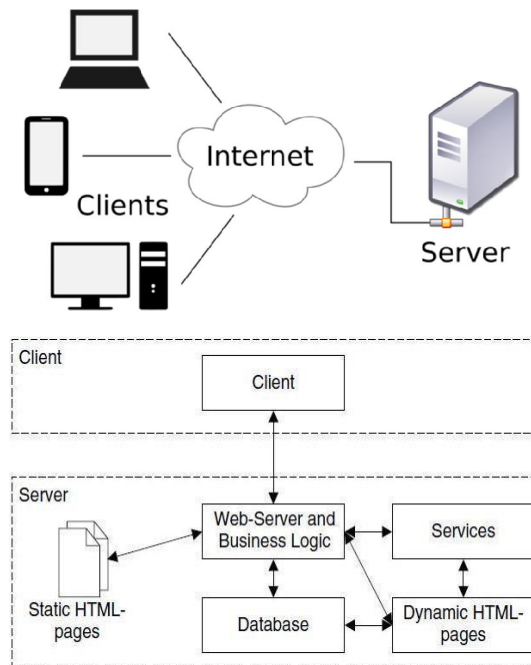 Internet
Clients
Server
Client
Client
Server
Web-Server and
Business Logic
Services
Static HTML-
pages
Database
Dynamic HTML-
pages